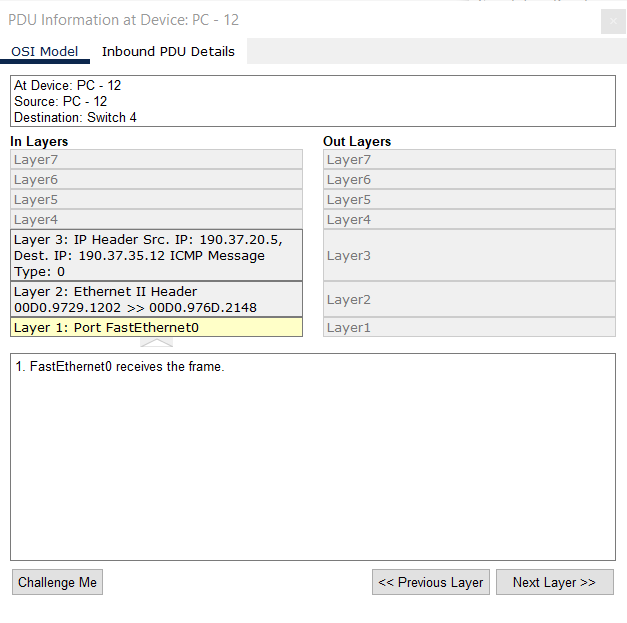 PDU Information at Device: PC - 12
OSI Model Inbound PDU Details
At Device: PC - 12
Source: PC - 12
Destination: Switch 4
In Layers Out Layers
Layer7 Layer7
Layer6 Layer6
Layer5 Layer5
Layer4 Layer4
Layer 3: IP Header Src. IP: 190.37.20.5,
Dest. IP: 190.37.35.12 ICMP Message
Type: 0
Layer3
Layer 2: Ethernet II Header
00D0.9729.1202 >> 00D0.976D.2148
Layer2
Layer 1: Port FastEthernet0 Layer1
1. FastEthernet0 receives the frame.
Challenge Me << Previous Layer Next Layer >>